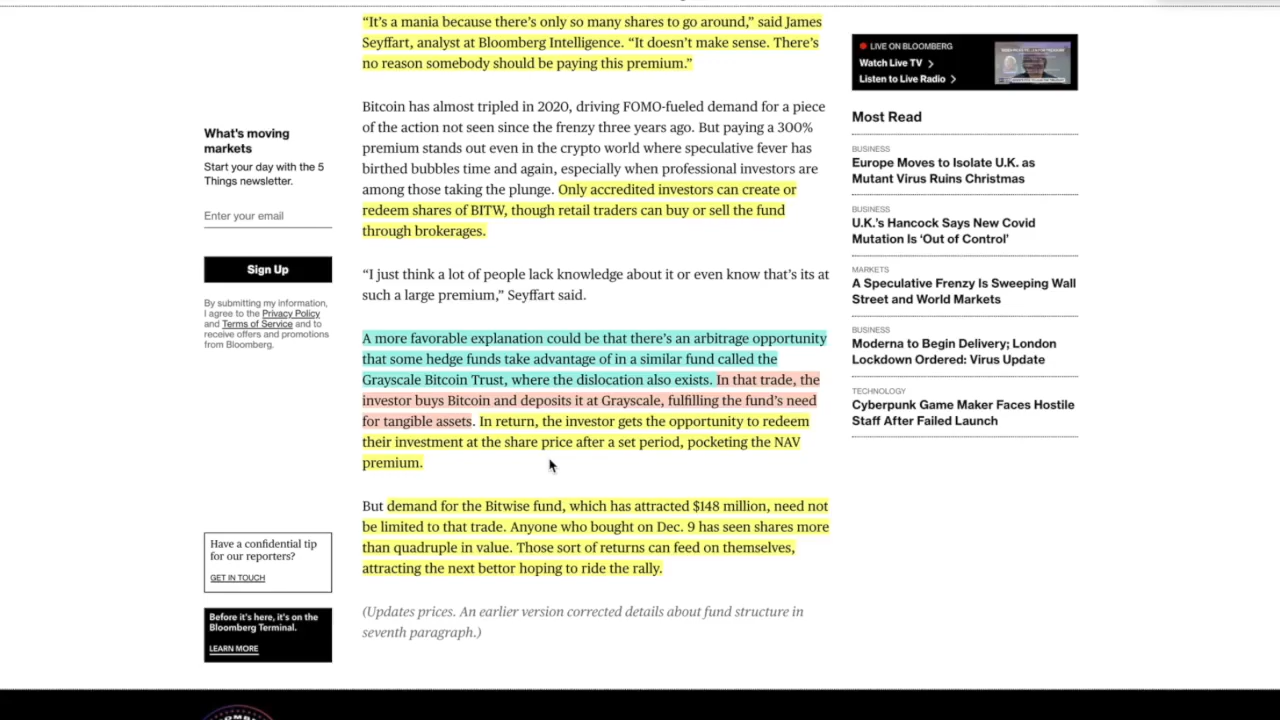 “It’s a mania because there’s only so many shares to go around,” said James
Seyffart, analyst at Bloomberg Intelligence. “It doesn’t make sense. There’s
no reason somebody should be paying this premium.”
Bitcoin has almost tripled in 2020, driving FOMO-fueled demand for a piece
of the action not seen since the frenzy three years ago. But paying a 300%
premium stands out even in the crypto world where speculative fever has
birthed bubbles time and again, especially when professional investors are
among those taking the plunge. Only accredited investors can create or
redeem shares of BITW, though retail traders can buy or sell the fund
through brokerages.
“I just think a lot of people lack knowledge about it or even know that’s its at
such a large premium,” Seyffart said.
A more favorable explanation could be that there’s an arbitrage opportunity
that some hedge funds take advantage of in a similar fund called the
Grayscale Bitcoin Trust, where the dislocation also exists. In that trade, the
investor buys Bitcoin and deposits it at Grayscale, fulfilling the fund’s need
for tangible assets. In return, the investor gets the opportunity to redeem
their investment at the share price after a set period, pocketing the NAV
premium.
But demand for the Bitwise fund, which has attracted $148 million, need not
be limited to that trade. Anyone who bought on Dec. 9 has seen shares more
than quadruple in value. Those sort of returns can feed on themselves,
attracting the next bettor hoping to ride the rally.
(Updates prices. An earlier version corrected details about fund structure in
seventh paragraph.)
What’s moving
markets
Start your day with the 5
Things newsletter.
Enter your email
Sign Up
By submitting my information,
I agree to the Privacy Policy
and Terms of Service and to
receive offers and promotions
from Bloomberg.
Have a confidential tip
for our reporters?
GET IN TOUCH
Before it’s here, it’s on the
Bloomberg Terminal.
LEARN MORE
LIVE ON BLOOMBERG
Watch Live TV >
Listen to Live Radio >
Most Read
BUSINESS
Europe Moves to Isolate U.K. as
Mutant Virus Ruins Christmas
BUSINESS
U.K.’s Hancock Says New Covid
Mutation Is ‘Out of Control’
MARKETS
A Speculative Frenzy Is Sweeping Wall
Street and World Markets
BUSINESS
Moderna to Begin Delivery; London
Lockdown Ordered: Virus Update
TECHNOLOGY
Cyberpunk Game Maker Faces Hostile
Staff After Failed Launch